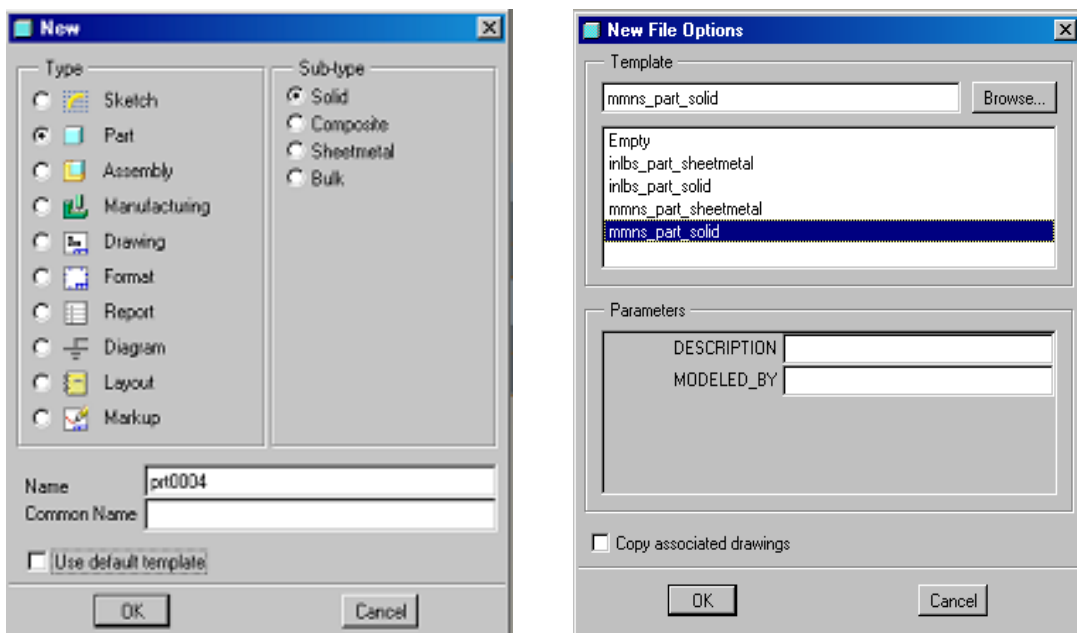 New
Type
Sketch
Part
Assembly
Manufacturing
Drawing
Format
Report
Diagram
Layout
Markup
Sub-type
Solid
Composite
Sheetmetal
Bulk
Name prt0004
Common Name
Use default template
OK Cancel
New File Options
Template
mmns_part_solid Browse...
Empty
inlbs_part_sheetmetal
inlbs_part_solid
mmns_part_sheetmetal
mmns_part_solid
Parameters
DESCRIPTION
MODELED_BY
Copy associated drawings
OK Cancel